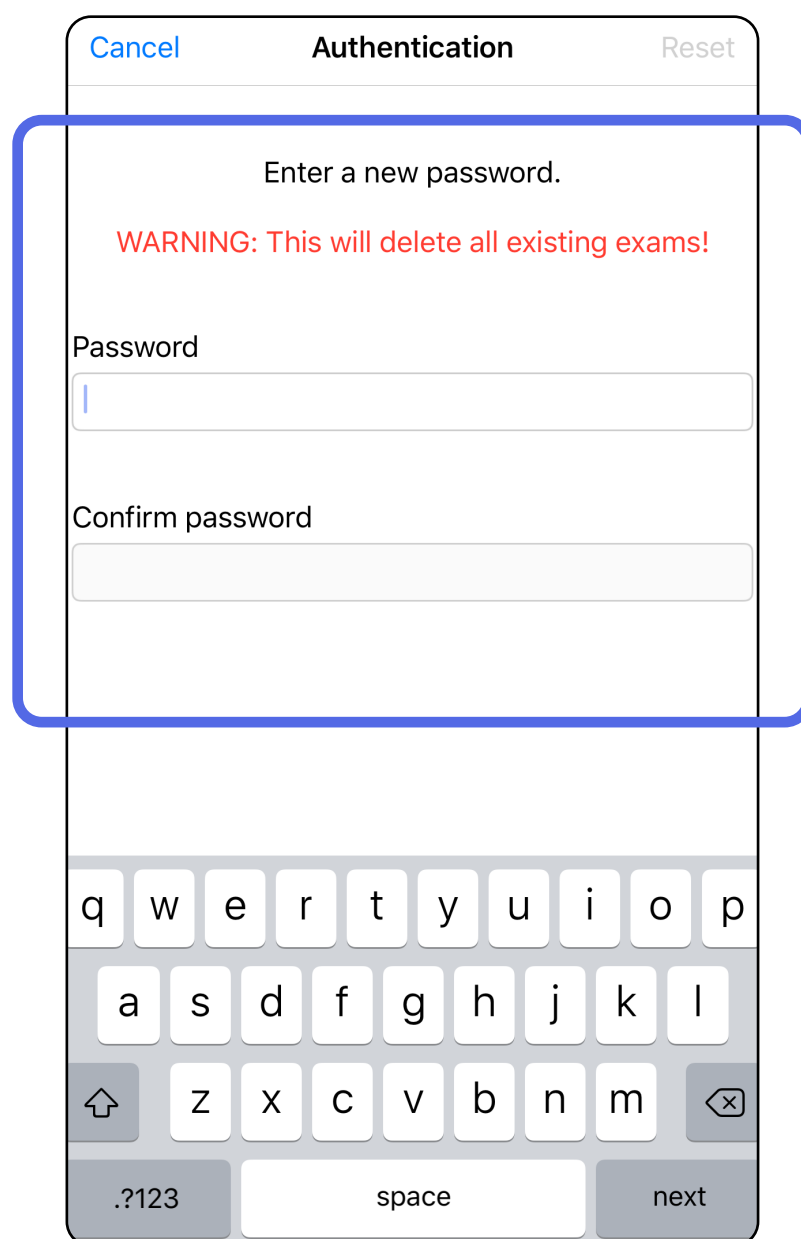 Cancel Authentication Reset
Enter a new password.
WARNING: This will delete all existing exams!
Password
Confirm password
q w e r t y u i o p
a s d f g h j k l
z x c v b n m
.?123 space next